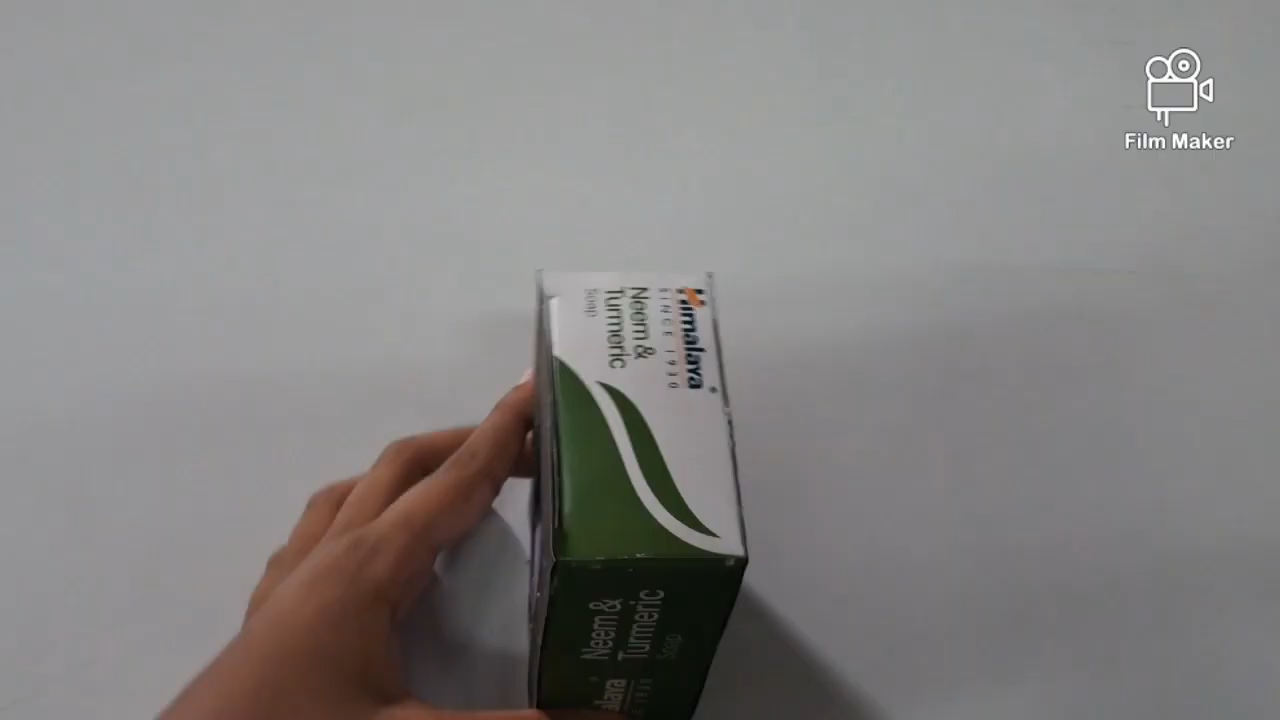 Film Maker
Himalaya
SINCE 1930
Neem &
Turmeric
Soap
Neem &
Turmeric
Soap